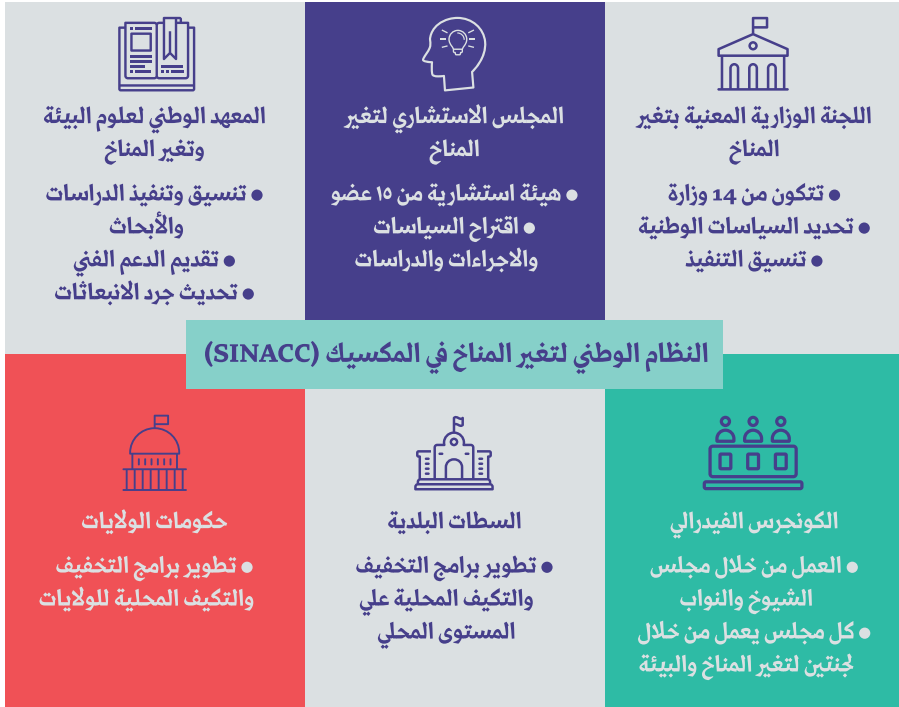 اللجنة الوزارية المعنية بتغير
المناخ
• تتكون من 14 وزارة
• تحديد السياسات الوطنية
• تنسيق التنفيذ
المجلس الاستشاري لتغير
المناخ
• هيئة استشارية من ١٥ عضو
• اقتراح السياسات
والاجراءات والدراسات
المعهد الوطني لعلوم البيئة
وتغير المناخ
• تنسيق وتنفيذ الدراسات
والأبحاث
• تقديم الدعم الفني
• تحديث جرد الانبعاثات
النظام الوطني لتغير المناخ في المكسيك (SINACC)
الكونجرس الفيدرالي
• العمل من خلال مجلس
الشيوخ والنواب
• كل مجلس يعمل من خلال
لجنتين لتغير المناخ والبيئة
السطات البلدية
• تطوير برامج التخفيف
والتكيف المحلية علي
المستوى المحلي
حكومات الولايات
• تطوير برامج التخفيف
والتكيف المحلية للولايات